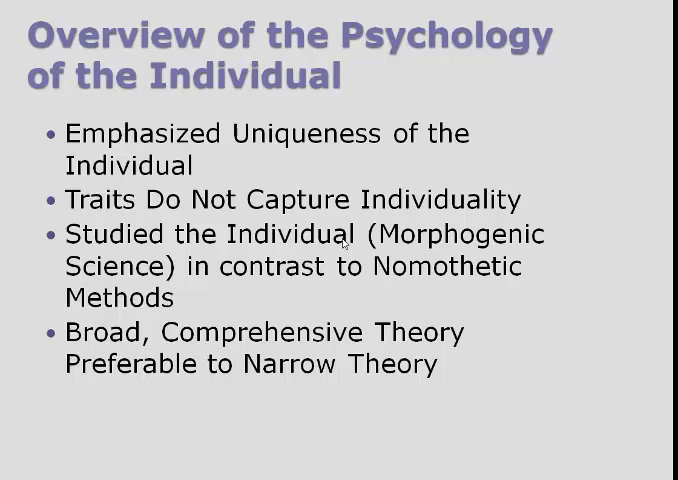 Overview of the Psychology
of the Individual
• Emphasized Uniqueness of the
Individual
• Traits Do Not Capture Individuality
• Studied the Individual (Morphogenic
Science) in contrast to Nomothetic
Methods
• Broad, Comprehensive Theory
Preferable to Narrow Theory